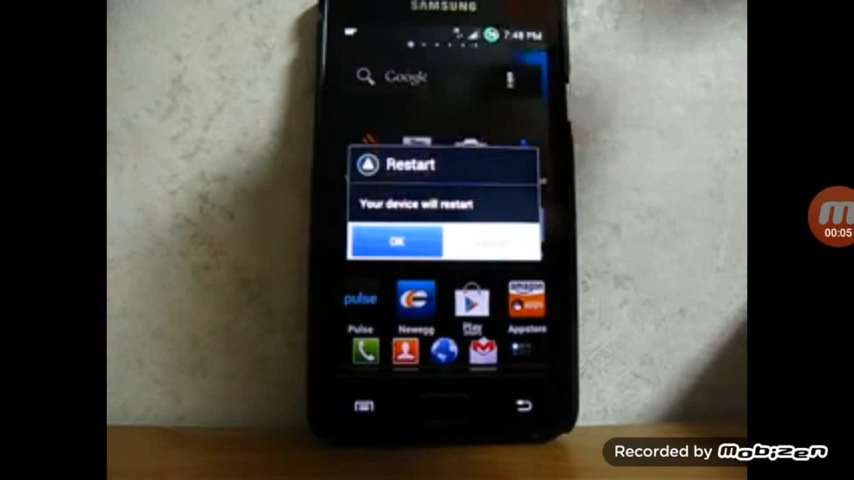 SAMSUNG
7:48 PM
Google
Restart
Your device will restart
OK
pulse
amazon
Pulse
Newegg
Play
Appstore
00:05
Recorded by mobizen